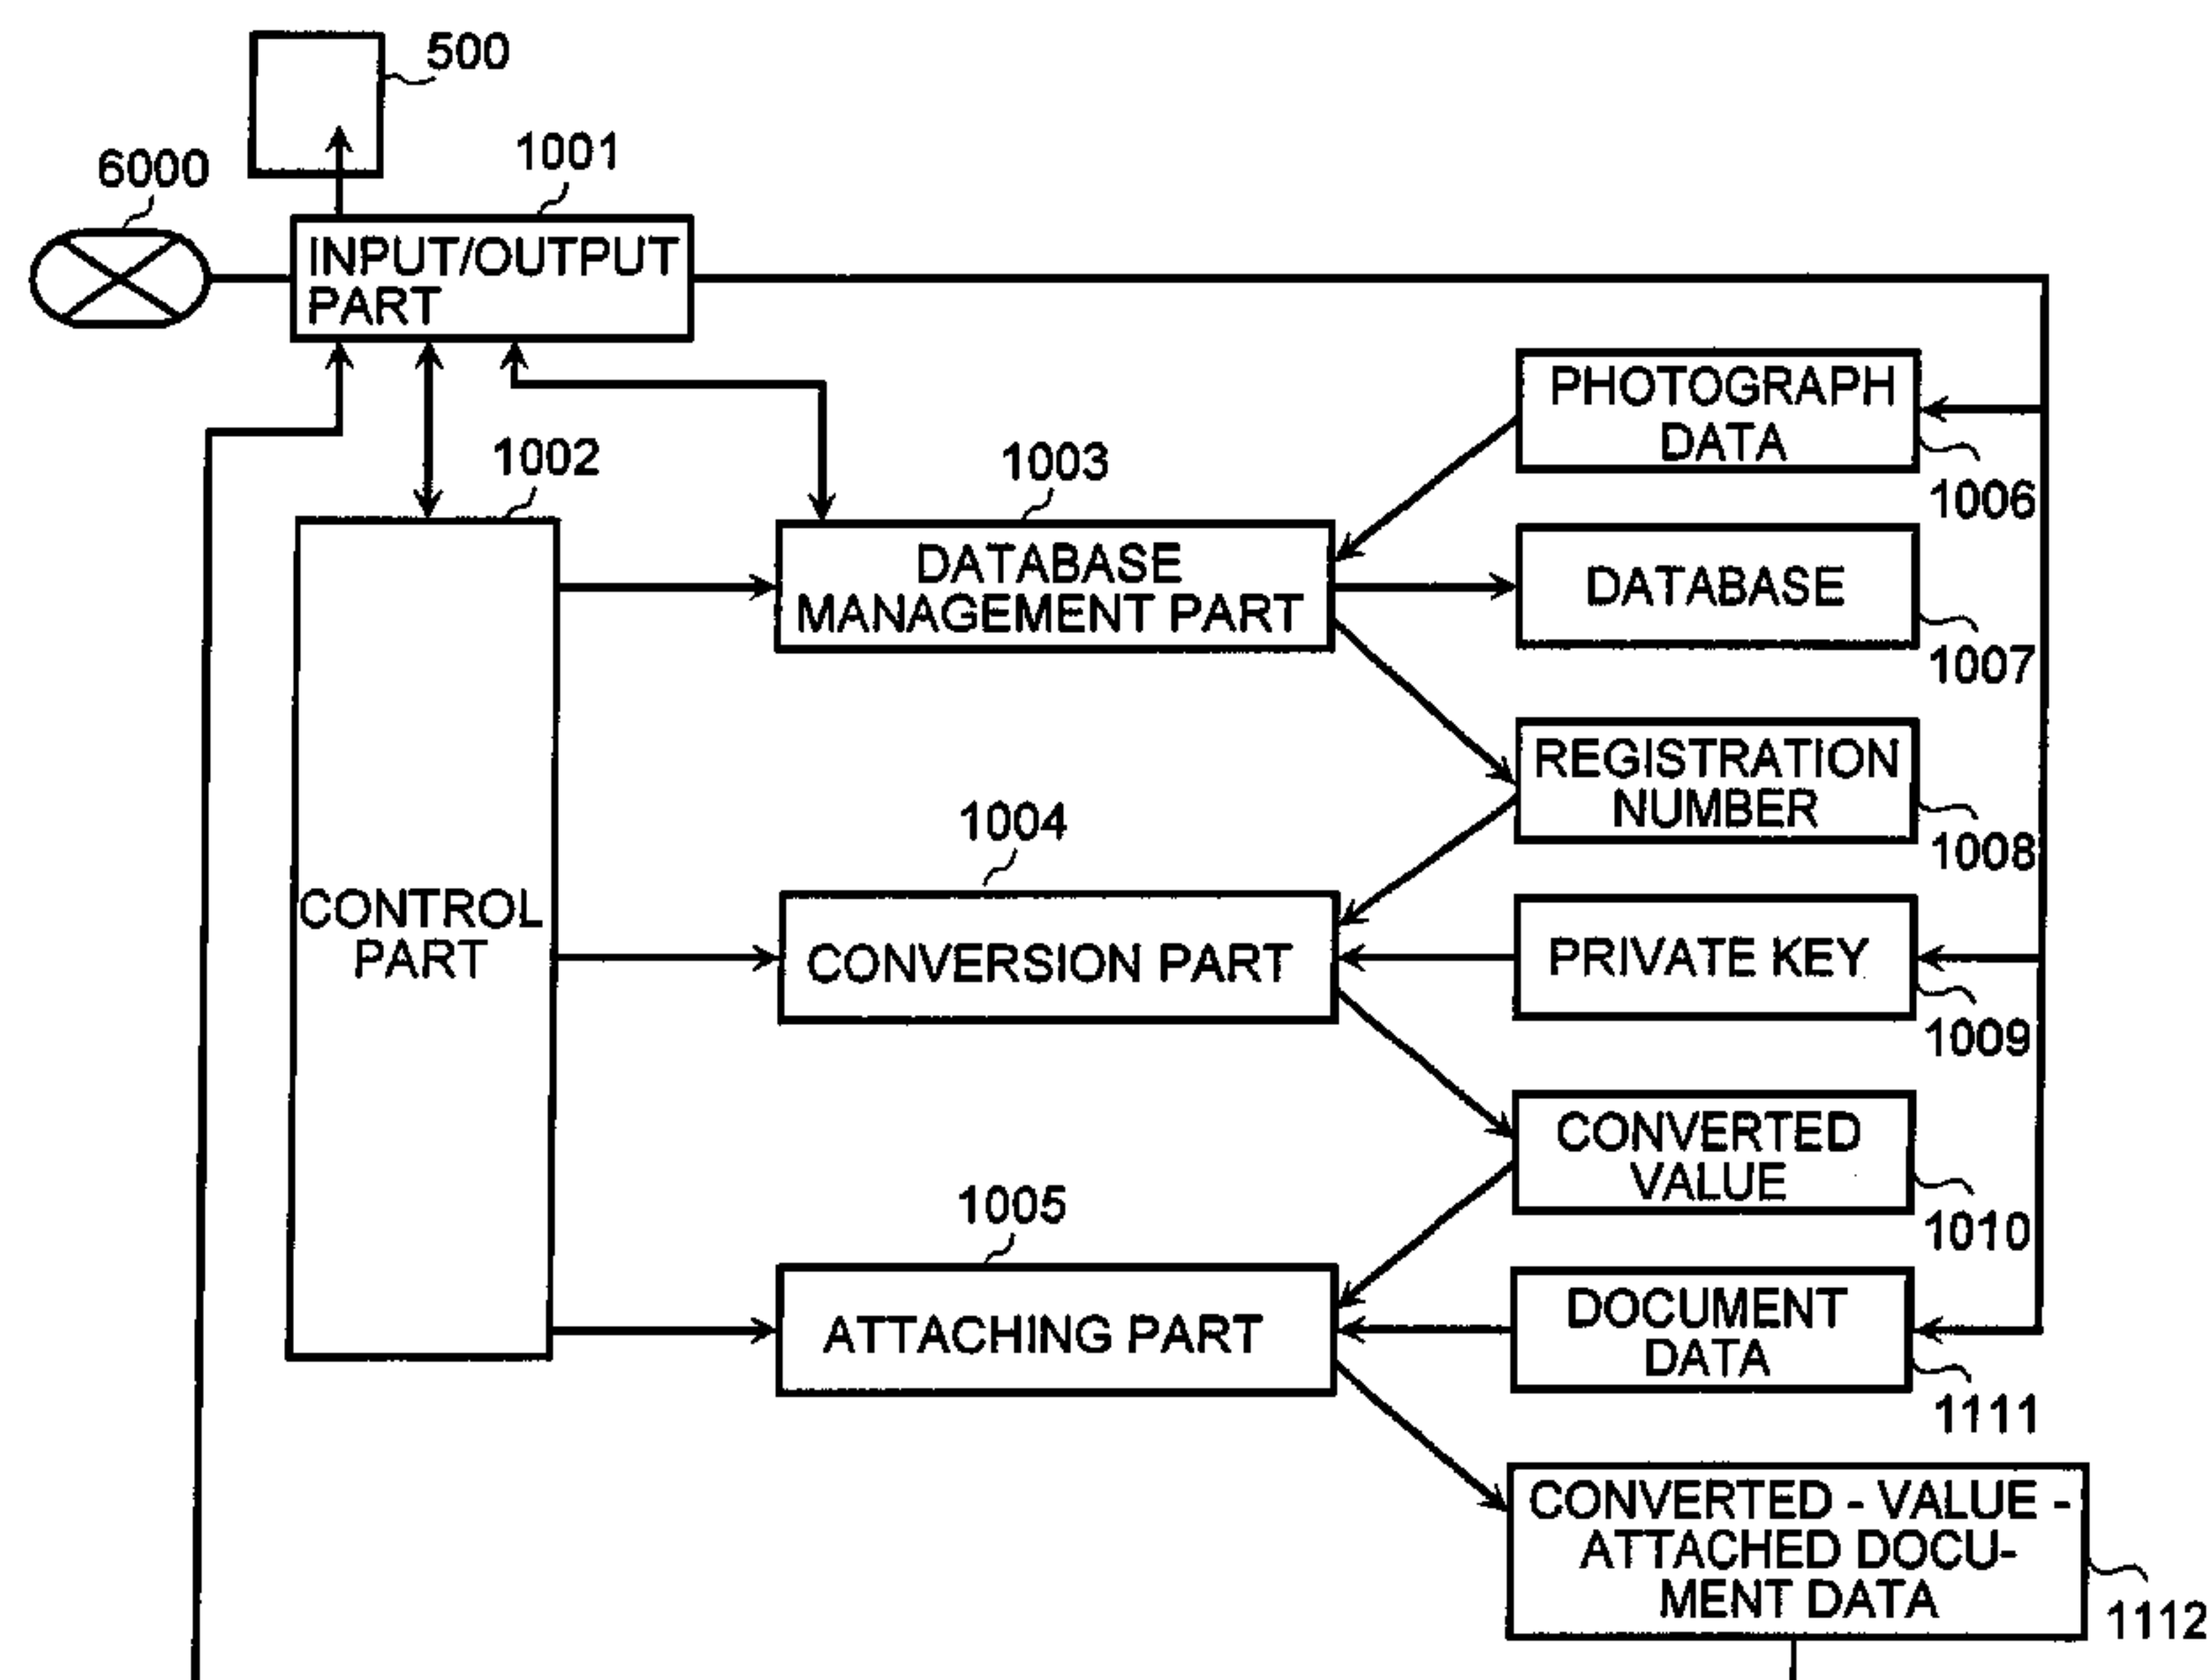 500
6000
1001
INPUT/OUTPUT
PART
PHOTOGRAPH
DATA
1006
1002
1003
DATABASE
MANAGEMENT PART
DATABASE
1007
REGISTRATION
NUMBER
1008
1004
CONTROL
PART
CONVERSION PART
PRIVATE KEY
1009
CONVERTED
VALUE
1010
1005
ATTACHING PART
DOCUMENT
DATA
1111
CONVERTED - VALUE -
ATTACHED DOCU-
MENT DATA
1112